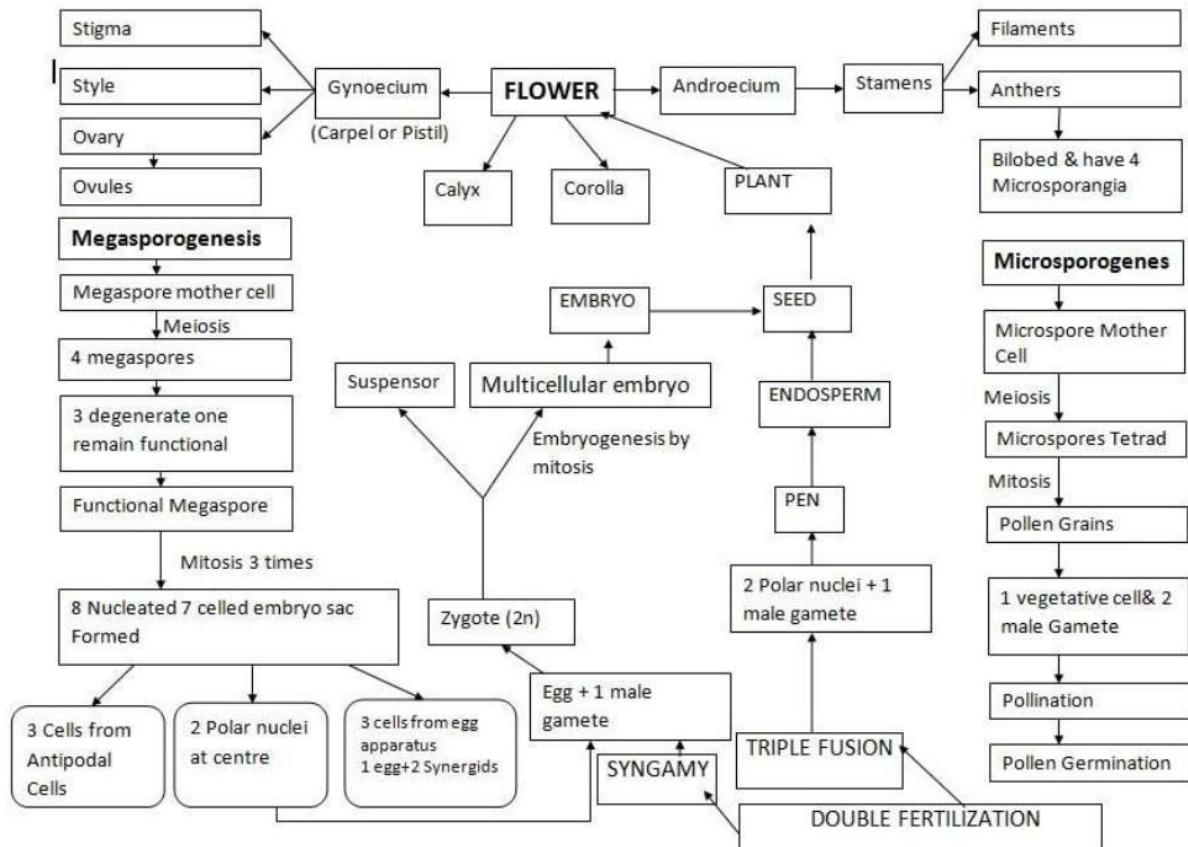 Stigma
Style
Ovary
Ovules
Gynoecium
(Carpel or Pistil)
FLOWER
Calyx
Corolla
Androecium
Stamens
Filaments
Anthers
Bilobed & have 4
Microsporangia
PLANT
Megasporogenesis
Megaspore mother cell
Meiosis
4 megaspores
3 degenerate one
remain functional
Functional Megaspore
Mitosis 3 times
8 Nucleated 7 celled embryo sac
Formed
3 Cells from
Antipodal
Cells
2 Polar nuclei
at centre
3 cells from egg
apparatus
1 egg+2 Synergids
EMBRYO
SEED
Suspensor
Multicellular embryo
Embryogenesis by
mitosis
ENDOSPERM
PEN
Zygote (2n)
2 Polar nuclei + 1
male gamete
Egg + 1 male
gamete
SYNGAMY
TRIPLE FUSION
DOUBLE FERTILIZATION
Microsporogenes
Microspore Mother
Cell
Meiosis
Microspores Tetrad
Mitosis
Pollen Grains
1 vegetative cell& 2
male Gamete
Pollination
Pollen Germination